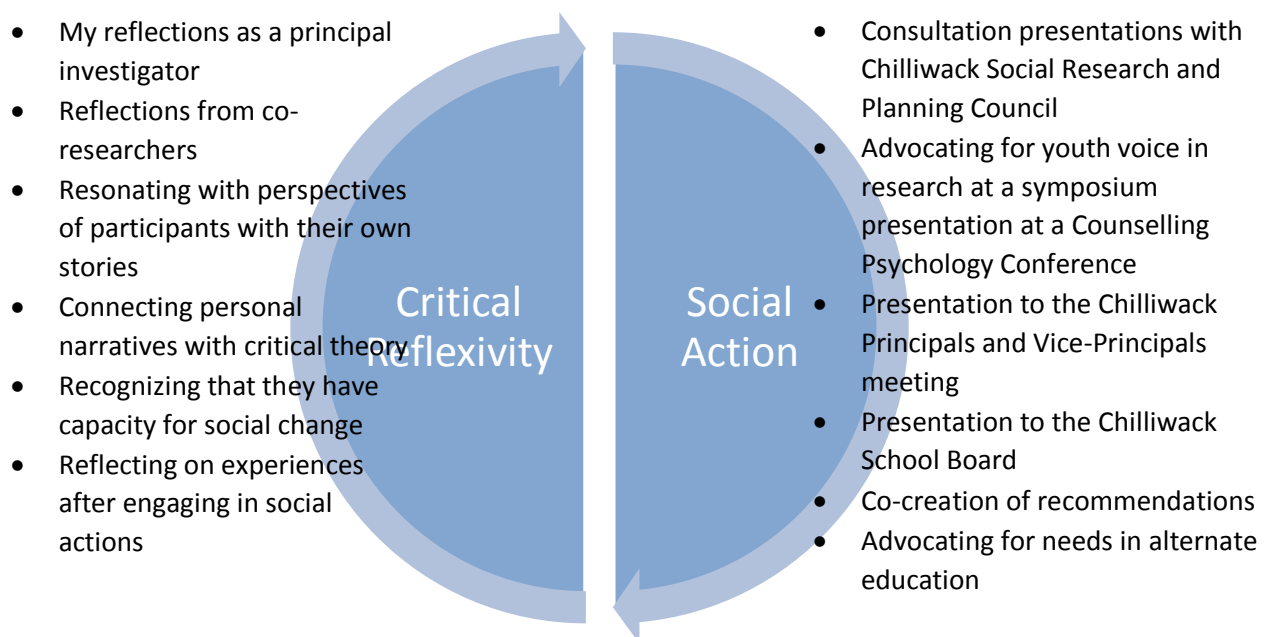 • My reflections as a principal
investigator
• Reflections from co-
researchers
• Resonating with perspectives
of participants with their own
stories
• Connecting personal
narratives with critical theory
• Recognizing that they have
capacity for social change
• Reflecting on experiences
after engaging in social
actions
Critical
Reflexivity
Social
Action
• Consultation presentations with
Chilliwack Social Research and
Planning Council
• Advocating for youth voice in
research at a symposium
presentation at a Counselling
Psychology Conference
• Presentation to the Chilliwack
Principals and Vice-Principals
meeting
• Presentation to the Chilliwack
School Board
• Co-creation of recommendations
• Advocating for needs in alternate
education